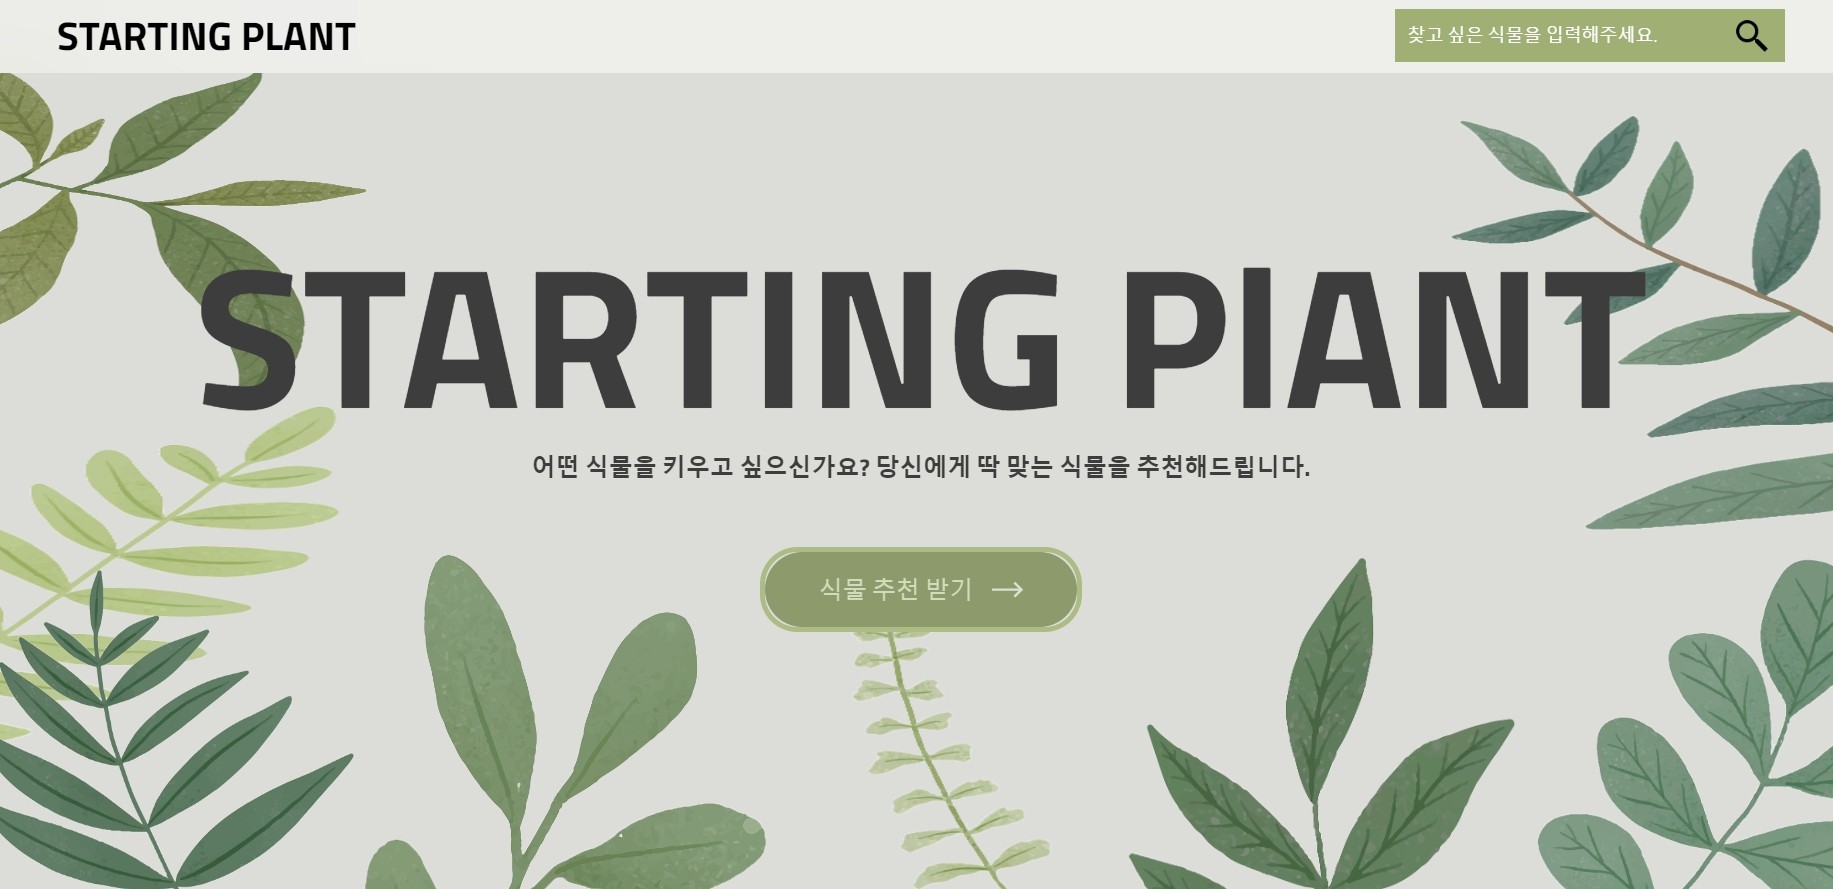 STARTING PLANT
찾고 싶은 식물을 입력해주세요.
STARTING PlANT
어떤 식물을 키우고 싶으신가요? 당신에게 딱 맞는 식물을 추천해드립니다.
식물 추천 받기 →